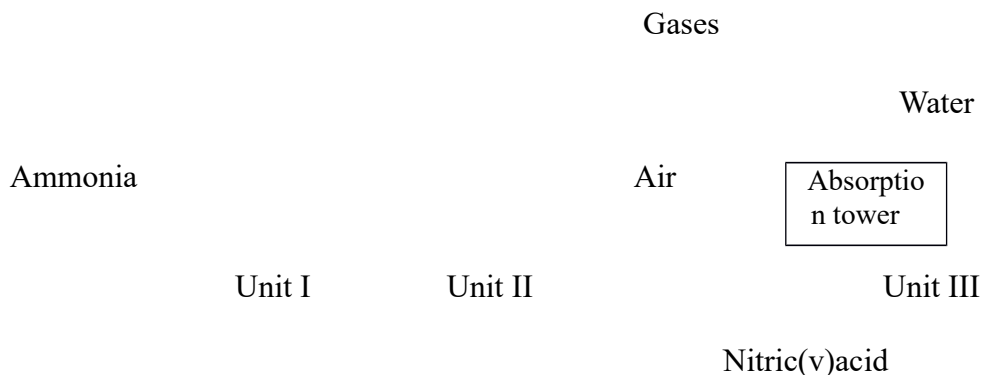 Gases
Water
Ammonia
Air
Absorptio
n tower
Unit I
Unit II
Unit III
Nitric(v)acid